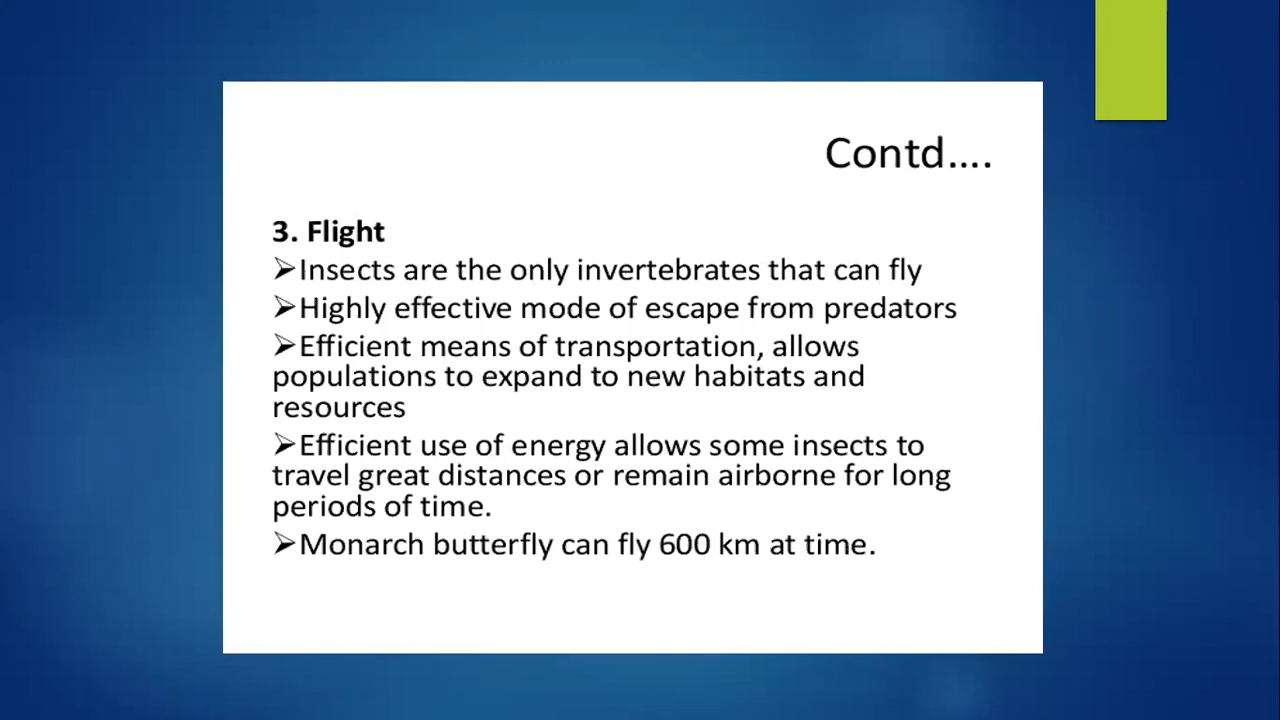 Contd....
3. Flight
➢Insects are the only invertebrates that can fly
➢Highly effective mode of escape from predators
➢Efficient means of transportation, allows
populations to expand to new habitats and
resources
➢Efficient use of energy allows some insects to
travel great distances or remain airborne for long
periods of time.
➢Monarch butterfly can fly 600 km at time.